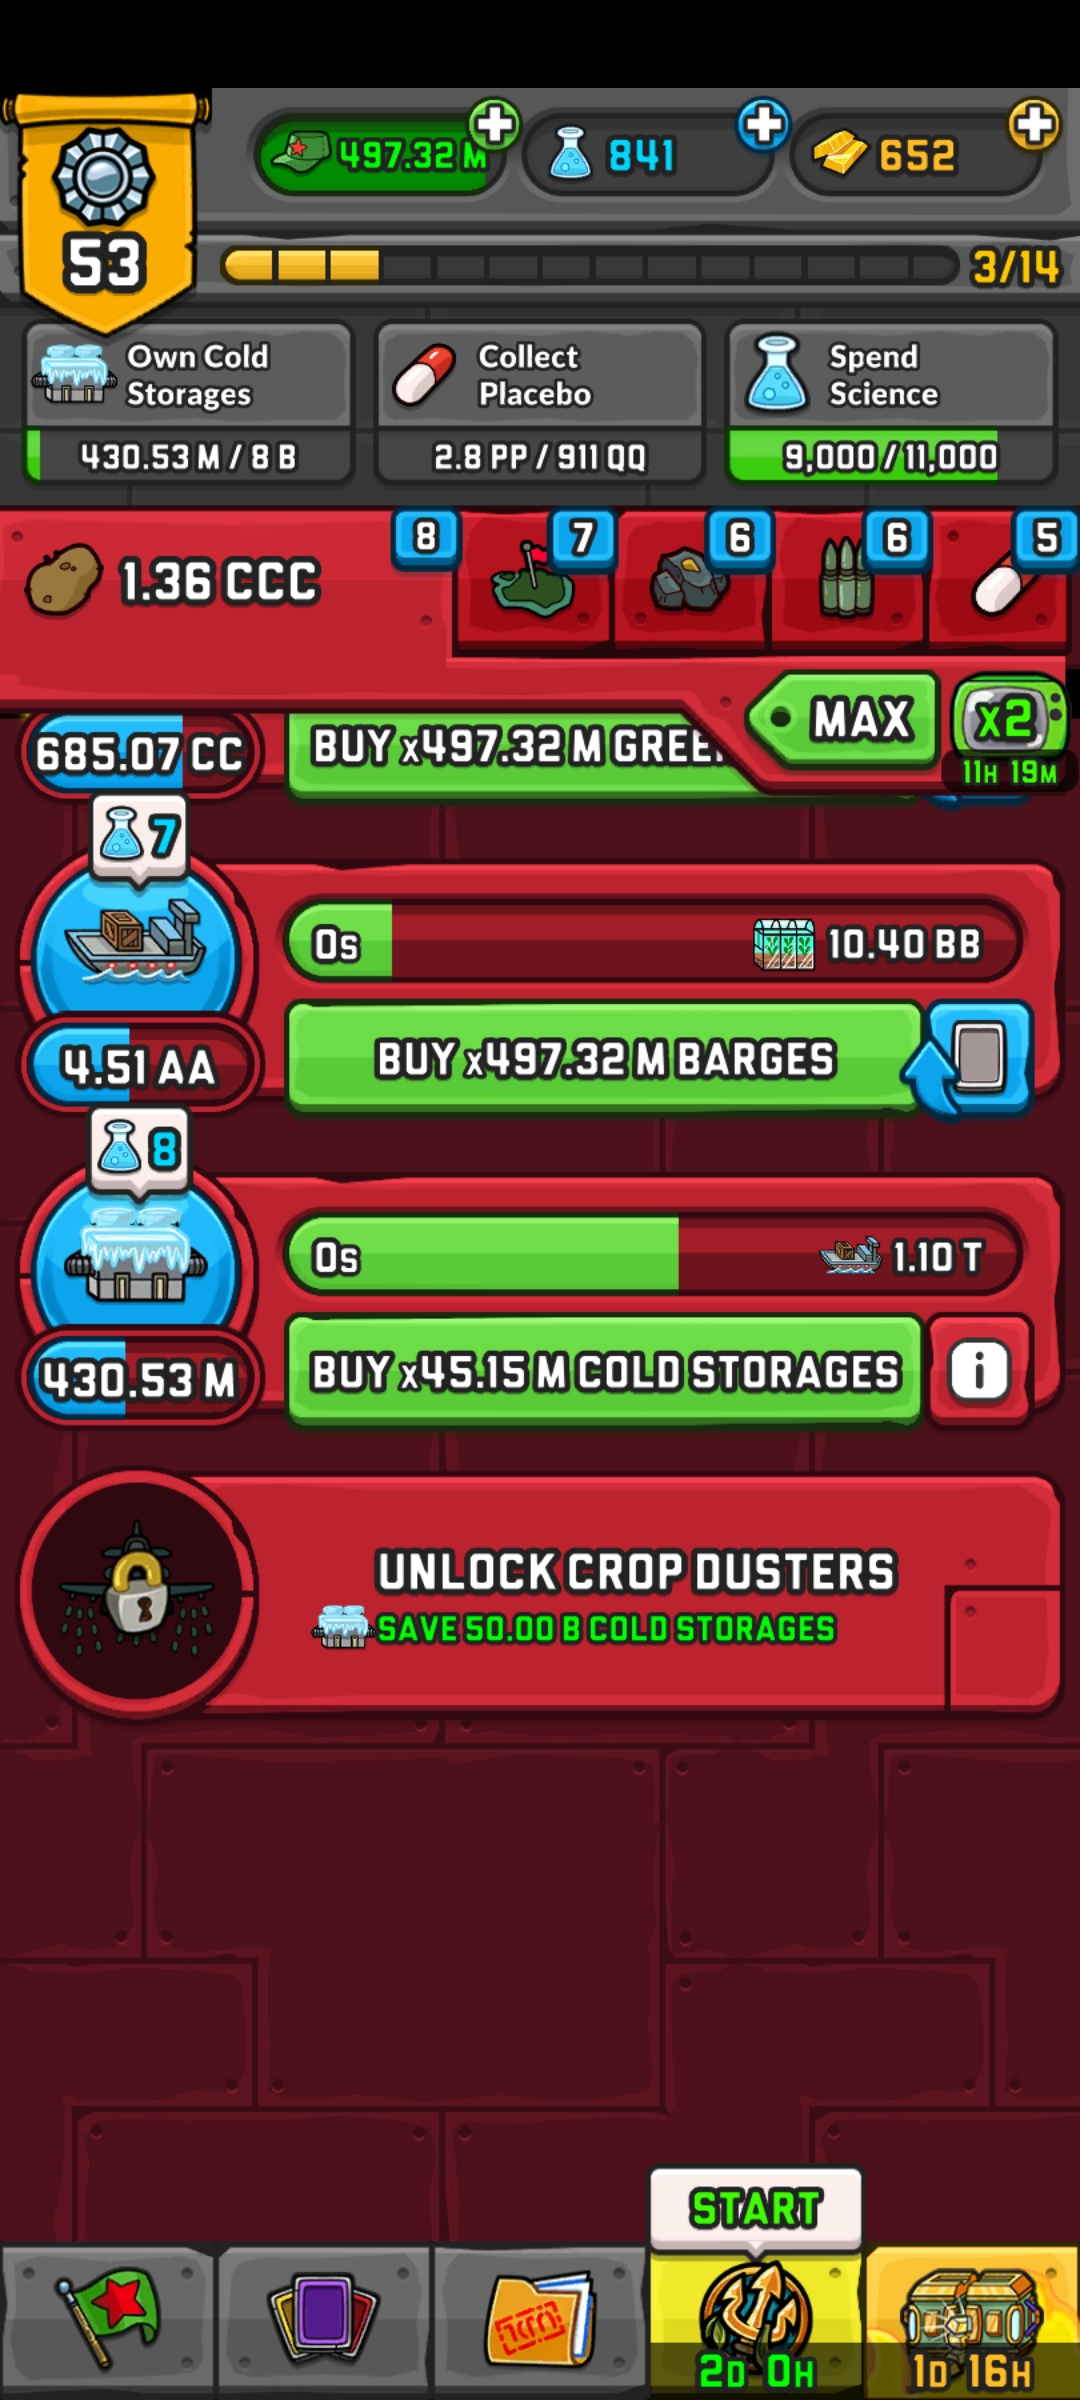 53
497.32 M
841
652
3/14
Own Cold
Storages
430.53 M / 8 B
Collect
Placebo
2.8 PP / 911 QQ
Spend
Science
9,000 / 11,000
1.36 CCC
8
7
6
6
5
MAX
x2
11H 19M
685.07 CC
BUY x497.32 M GREE
7
0s
10.40 BB
4.51 AA
BUY x497.32 M BARGES
8
0s
1.10 T
430.53 M
BUY x45.15 M COLD STORAGES
i
UNLOCK CROP DUSTERS
SAVE 50.00 B COLD STORAGES
START
2D 0H
1D 16H